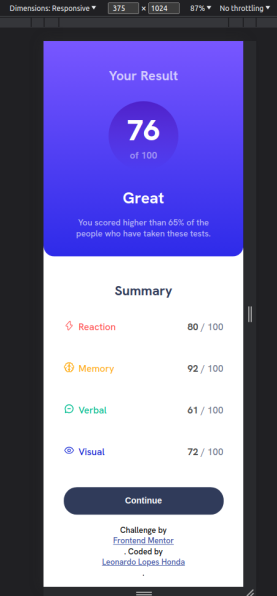 Dimensions: Responsive ▼ 375 × 1024 87% ▼ No throttling ▼
Your Result
76
of 100
Great
You scored higher than 65% of the
people who have taken these tests.
Summary
Reaction 80 / 100
Memory 92 / 100
Verbal 61 / 100
Visual 72 / 100
Continue
Challenge by
Frontend Mentor
. Coded by
Leonardo Lopes Honda
.